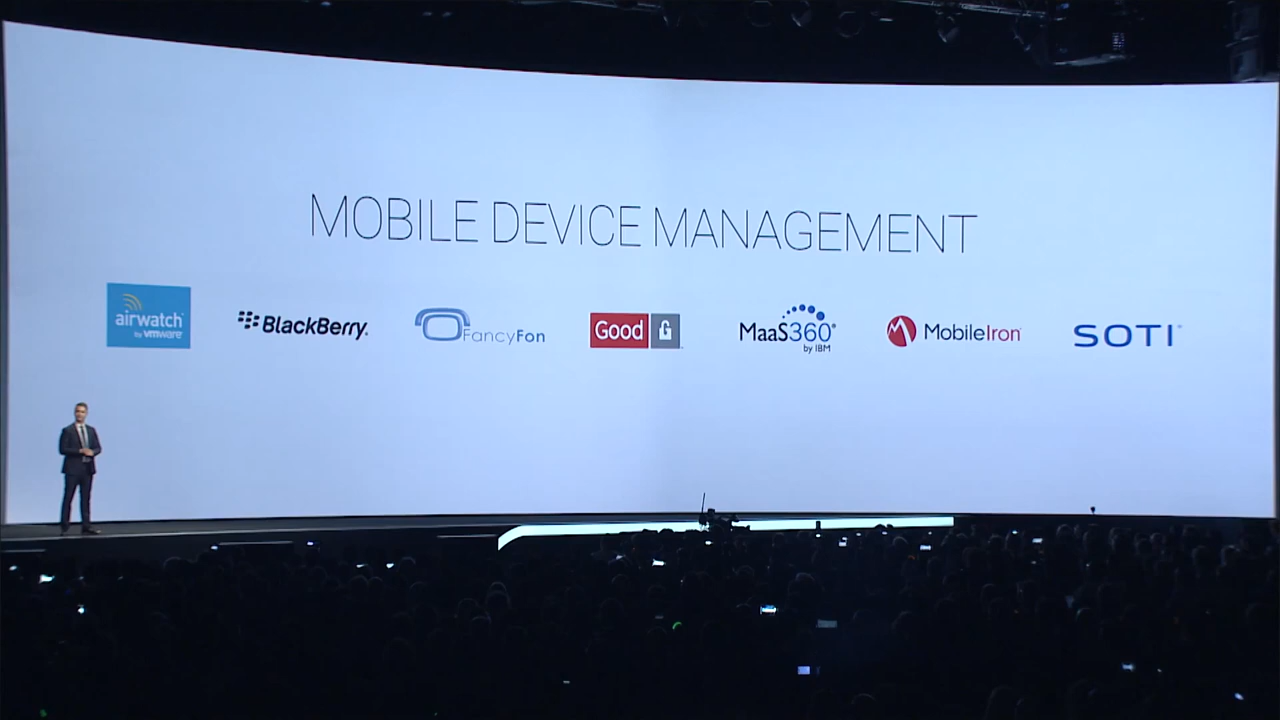 MOBILE DEVICE MANAGEMENT
airwatch
by vmware
BlackBerry
FancyFon
Good
MaaS360
by IBM
MobileIron
SOTI